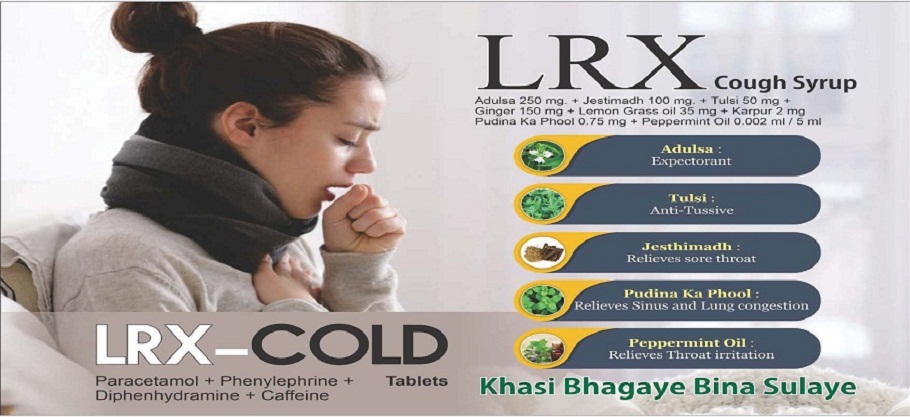 LRX Cough Syrup
Adulsa 250 mg. + Jestimadh 100 mg. + Tulsi 50 mg +
Ginger 150 mg + Lemon Grass oil 35 mg + Karpur 2 mg
Pudina Ka Phool 0.75 mg + Peppermint Oil 0.002 ml / 5 ml
Adulsa :
Expectorant
Tulsi :
Anti-Tussive
Jesthimadh :
Relieves sore throat
Pudina Ka Phool :
Relieves Sinus and Lung congestion
Peppermint Oil :
Relieves Throat irritation
Khasi Bhagaye Bina Sulaye
LRX-COLD
Paracetamol + Phenylephrine + Tablets
Diphenhydramine + Caffeine